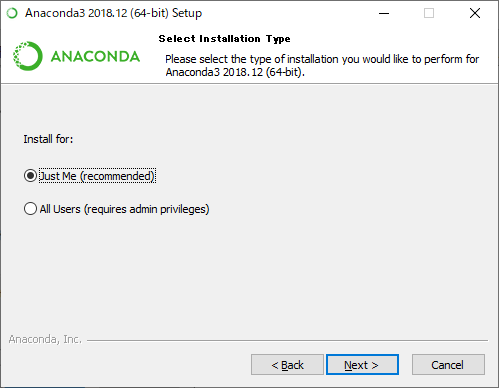 Anaconda3 2018.12 (64-bit) Setup
ANACONDA
Select Installation Type
Please select the type of installation you would like to perform for
Anaconda3 2018.12 (64-bit).
Install for:
Just Me (recommended)
All Users (requires admin privileges)
Anaconda, Inc.
< Back
Next >
Cancel